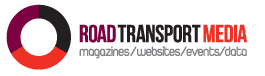 ROAD TRANSPORT MEDIA
magazines/websites/events/data